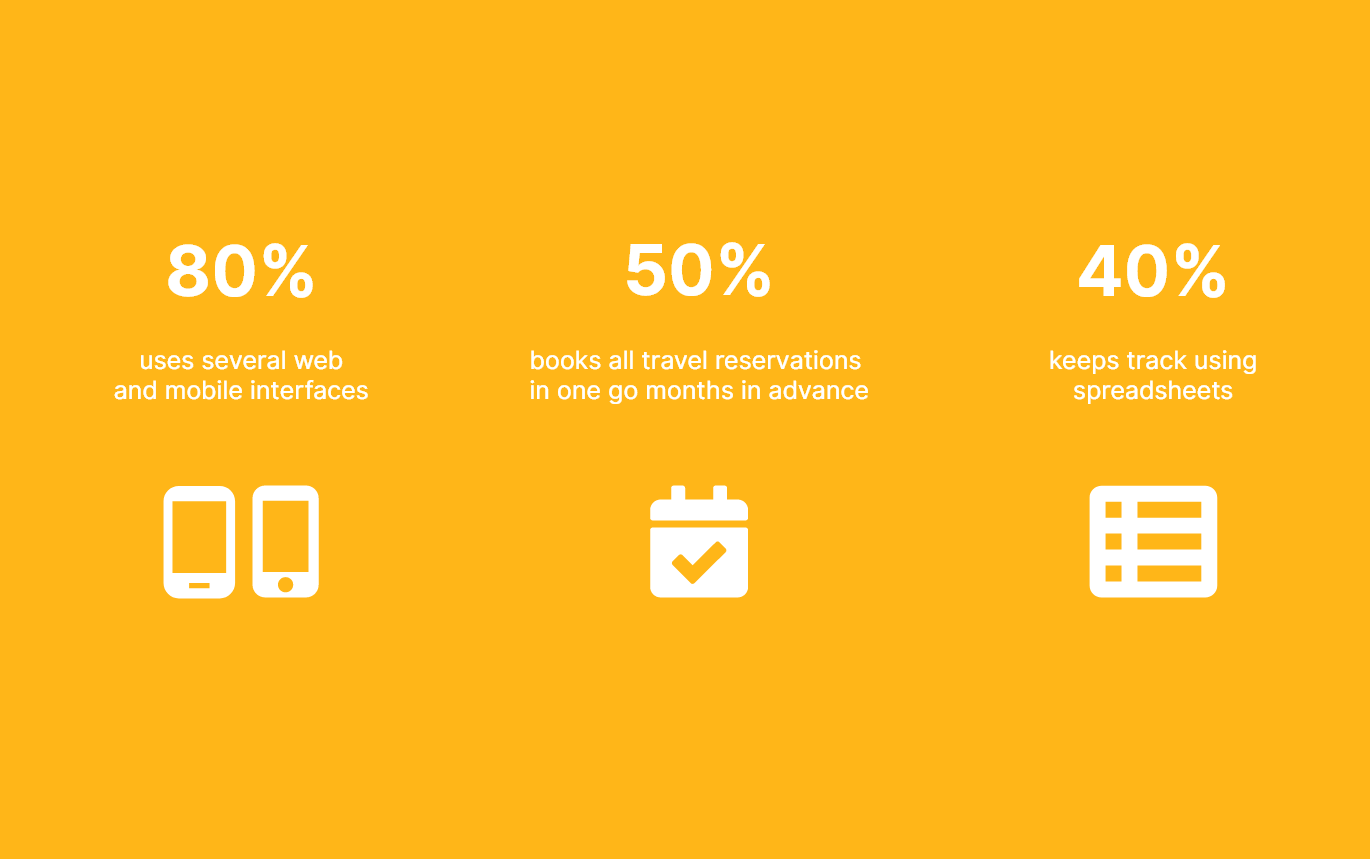 80%
uses several web
and mobile interfaces
50%
books all travel reservations
in one go months in advance
40%
keeps track using
spreadsheets